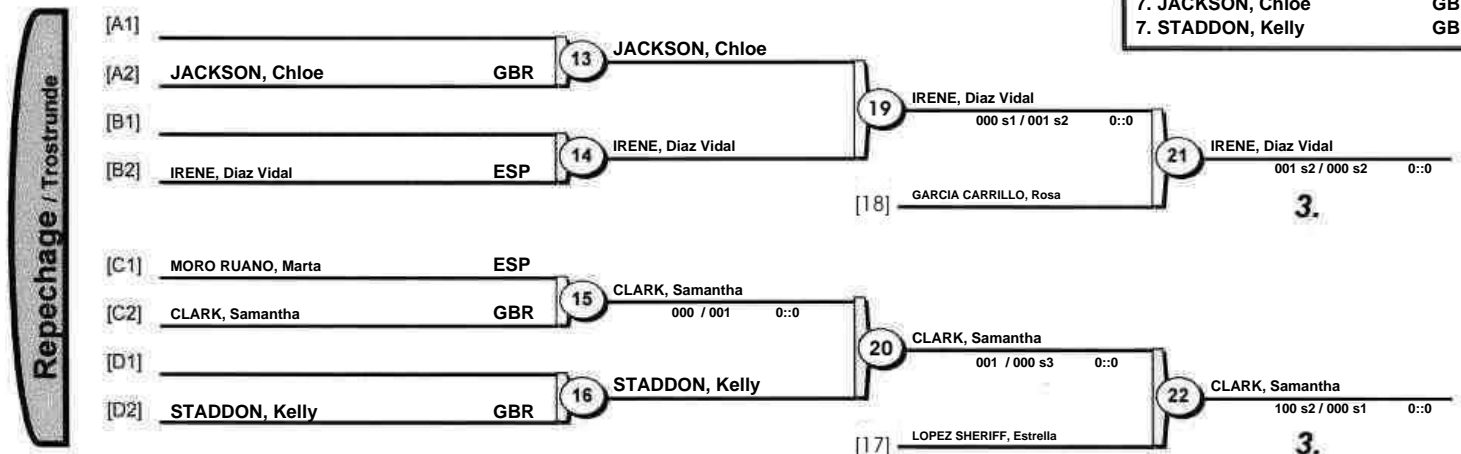 7. JACKSON, Chloe GB
7. STADDON, Kelly GB
Repechage / Trostrunde
[A1]
[A2] JACKSON, Chloe GBR
13 JACKSON, Chloe
[B1]
[B2] IRENE, Diaz Vidal ESP
14 IRENE, Diaz Vidal
19 IRENE, Diaz Vidal
000 s1 / 001 s2 0::0
[18] GARCIA CARRILLO, Rosa
21 IRENE, Diaz Vidal
001 s2 / 000 s2 0::0
3.
[C1] MORO RUANO, Marta ESP
[C2] CLARK, Samantha GBR
15 CLARK, Samantha
000 / 001 0::0
[D1]
[D2] STADDON, Kelly GBR
16 STADDON, Kelly
20 CLARK, Samantha
001 / 000 s3 0::0
[17] LOPEZ SHERIFF, Estrella
22 CLARK, Samantha
100 s2 / 000 s1 0::0
3.